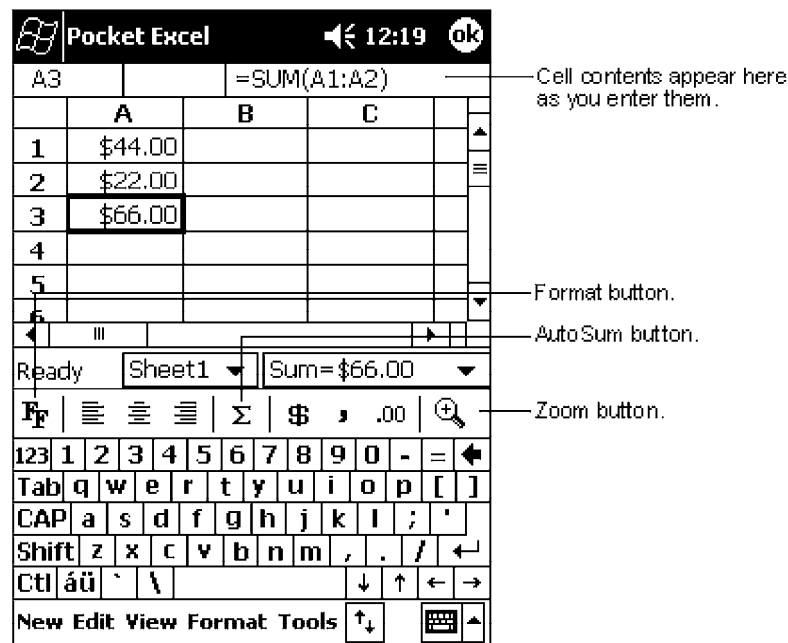 Pocket Excel 12:19 ok
A3 =SUM(A1:A2)
Cell contents appear here
as you enter them.
A B C
1 $44.00
2 $22.00
3 $66.00
4
5
6
Format button.
AutoSum button.
Ready Sheet1 Sum=$66.00
FF Σ $ , .00
Zoom button.
123 1 2 3 4 5 6 7 8 9 0 - =
Tab q w e r t y u i o p [ ]
CAP a s d f g h j k l ; '
Shift z x c v b n m , . / ↵
Ctl áü ` \ ↓ ↑ ← →
New Edit View Format Tools